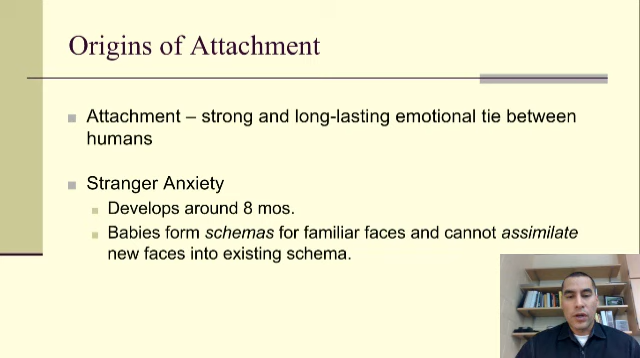 Origins of Attachment
Attachment – strong and long-lasting emotional tie between
humans
Stranger Anxiety
Develops around 8 mos.
Babies form schemas for familiar faces and cannot assimilate
new faces into existing schema.